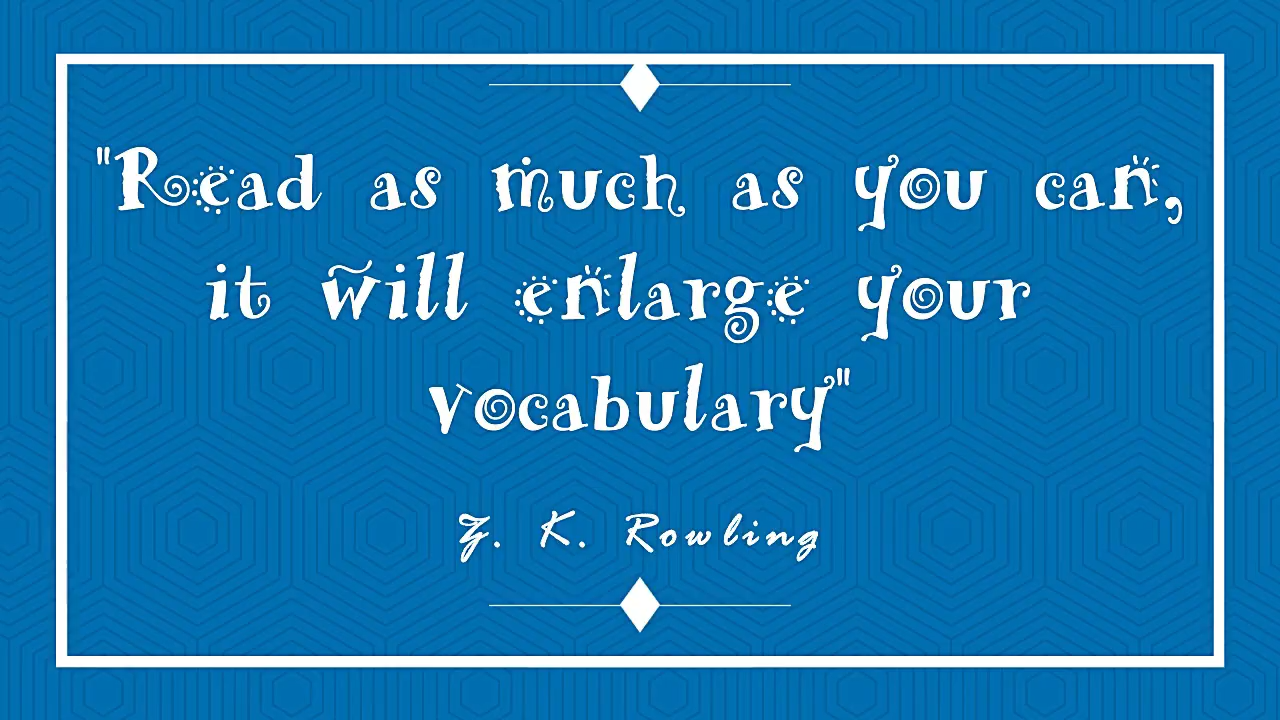 "Read as much as you can,
it will enlarge your
vocabulary"
J. K. Rowling